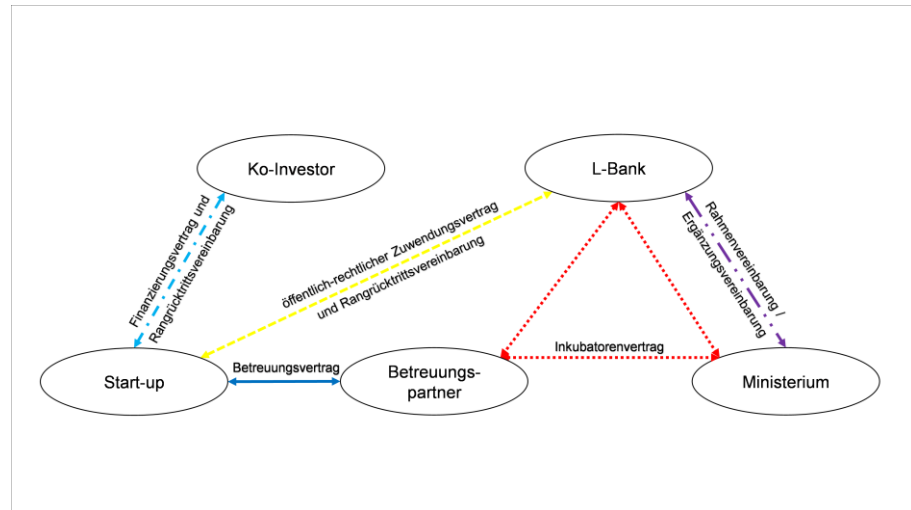 Ko-Investor
L-Bank
Finanzierungsvertrag und
Rangrücktrittsvereinbarung
öffentlich-rechtlicher Zuwendungsvertrag
und Rangrücktrittsvereinbarung
Rahmenvereinbarung /
Ergänzungsvereinbarung
Start-up
Betreuungsvertrag
Betreuungs-
partner
Inkubatorenvertrag
Ministerium